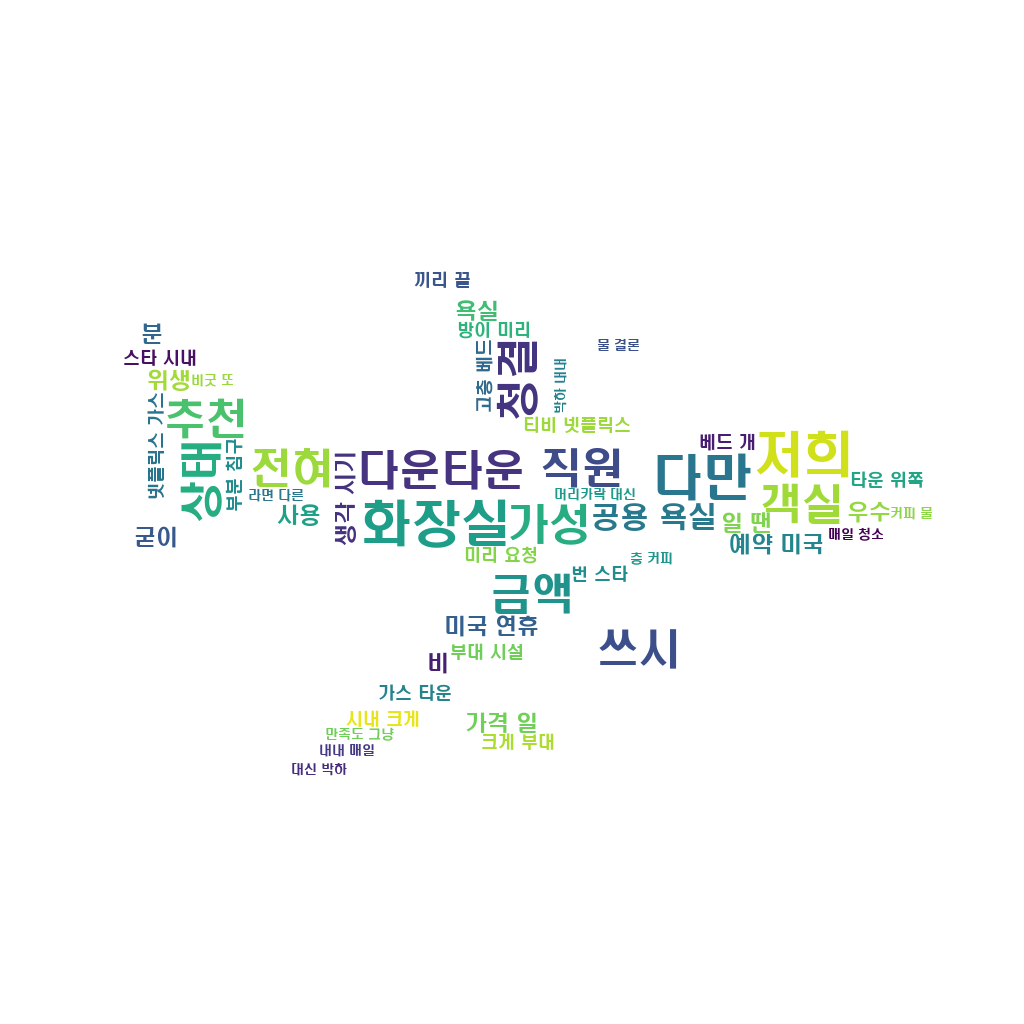 끼리 끝
욕실
방이 미리
분
스타 시내
위생
비굿 또
고층 베드
청결
박하 내내
물 결론
넷플릭스 가스
추천
상태
부분 침구
티비 넷플릭스
베드 개
저희
전혀
생각 시기
다운타운
직원
다만
객실
타운 위쪽
라면 다른
사용
머리카락 대신
화장실
가성
공용 욕실
일 땐
우수
커피 물
굳이
예약 미국
매일 청소
미리 요청
층 커피
번 스타
금액
미국 연휴
쓰시
비
부대 시설
가스 타운
시내 크게
가격 일
만족도 그냥
크게 부대
내내 매일
대신 박하